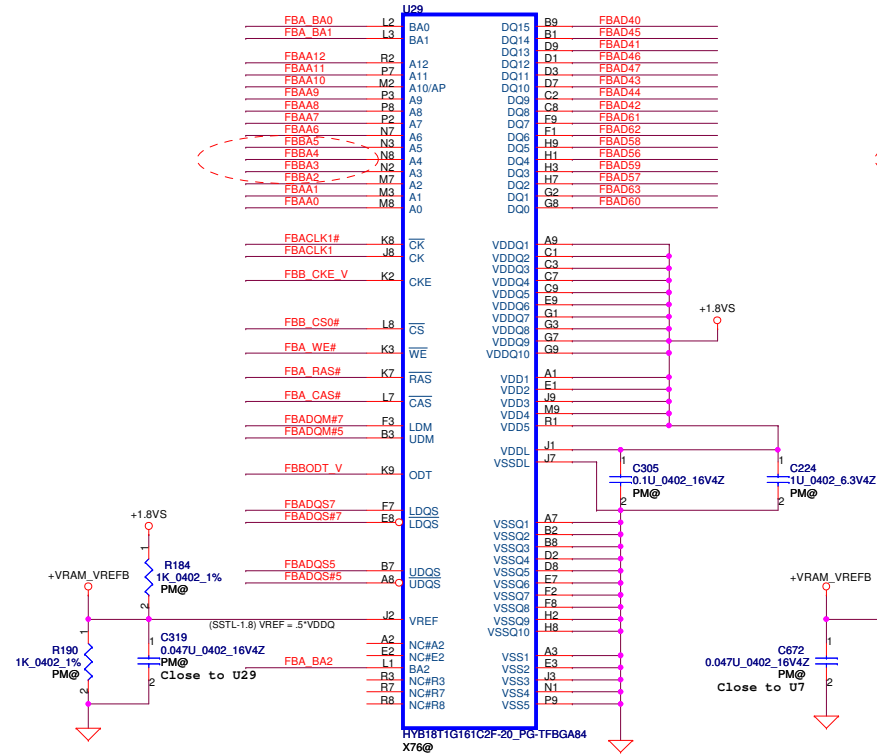 U29
FBA_BA0 L2 BA0 DQ15 B9 FBAD40
FBA_BA1 L3 BA1 DQ14 B1 FBAD45
DQ13 D9 FBAD41
FBAA12 R2 A12 DQ12 D1 FBAD46
FBAA11 P7 A11 DQ11 D3 FBAD47
FBAA10 M2 A10/AP DQ10 D7 FBAD43
FBAA9 P3 A9 DQ9 C2 FBAD44
FBAA8 P8 A8 DQ8 C8 FBAD42
FBAA7 P2 A7 DQ7 F9 FBAD61
FBAA6 N7 A6 DQ6 F1 FBAD62
FBBA5 N3 A5 DQ5 H9 FBAD58
FBBA4 N8 A4 DQ4 H1 FBAD56
FBBA3 N2 A3 DQ3 H3 FBAD59
FBBA2 M7 A2 DQ2 H7 FBAD57
FBAA1 M3 A1 DQ1 G2 FBAD63
FBAA0 M8 A0 DQ0 G8 FBAD60
FBACLK1# K8 CK VDDQ1 A9
FBACLK1 J8 CK VDDQ2 C1
VDDQ3 C3
FBB_CKE_V K2 CKE VDDQ4 C7
VDDQ5 C9
VDDQ6 E9
VDDQ7 G1
+1.8VS
FBB_CS0# L8 CS VDDQ8 G3
VDDQ9 G7
FBA_WE# K3 WE VDDQ10 G9
FBA_RAS# K7 RAS VDD1 A1
VDD2 E1
FBA_CAS# L7 CAS VDD3 J9
VDD4 M9
FBADQM#7 F3 LDM VDD5 R1
FBADQM#5 B3 UDM
VDDL J1
VSSDL J7
FBBODT_V K9 ODT
1 C305 1 C224
0.1U_0402_16V4Z 1U_0402_6.3V4Z
2 PM@ 2 PM@
FBADQS7 F7 LDQS
FBADQS#7 E8 LDQS VSSQ1 A7
VSSQ2 B2
VSSQ3 B8
VSSQ4 D2
FBADQS5 B7 UDQS VSSQ5 D8
FBADQS#5 A8 UDQS VSSQ6 E7
VSSQ7 F2
VSSQ8 F8
VSSQ9 H2
VSSQ10 H8
+1.8VS
1 R184
1K_0402_1%
2 PM@
+VRAM_VREFB
(SSTL-1.8) VREF = .5*VDDQ J2 VREF
A2 NC#A2 VSS1 A3
E2 NC#E2 VSS2 E3
FBA_BA2 L1 BA2 VSS3 J3
R3 NC#R3 VSS4 N1
R7 NC#R7 VSS5 P9
R8 NC#R8
1 R190
1K_0402_1%
PM@ 2
1 C319
0.047U_0402_16V4Z
PM@
2 Close to U29
HYB18T1G161C2F-20_PG-TFBGA84
X76@
+VRAM_VREFB
1 C672
0.047U_0402_16V4Z
PM@ 2
Close to U7